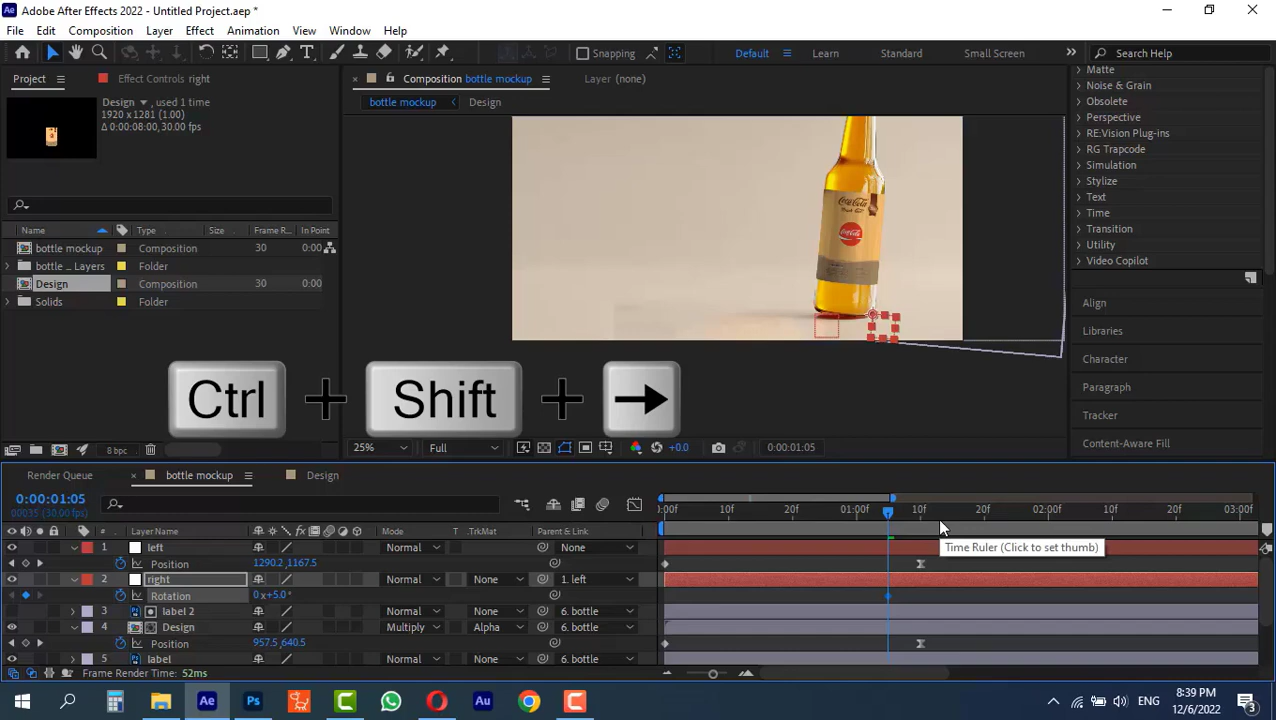 Adobe After Effects 2022 - Untitled Project.aep *
File Edit Composition Layer Effect Animation View Window Help
Snapping Default Learn Standard Small Screen Search Help
Project Effect Controls right
Composition bottle mockup Layer (none)
bottle mockup Design
Design , used 1 time
1920 x 1281 (1.00)
Δ 0:00:08:00, 30.00 fps
Name Type Size Frame R... In Point
bottle mockup Composition 30 0:00
bottle _ Layers Folder
Design Composition 30 0:00
Solids Folder
Matte
Noise & Grain
Obsolete
Perspective
RE:Vision Plug-ins
RG Trapcode
Simulation
Stylize
Text
Time
Transition
Utility
Video Copilot
Align
Libraries
Character
Paragraph
Tracker
Content-Aware Fill
Coca-Cola
Coca-Cola
Ctrl + Shift + →
8 bpc
25% Full +0.0 0:00:01:05
Render Queue bottle mockup Design
0:00:01:05
00035 (30.00 fps)
:00f 10f 20f 01:00f 10f 20f 02:00f 10f 20f 03:00f
# Layer Name Mode T .TrkMat Parent & Link
1 left Normal None
Position 1290.2,1167.5
2 right Normal None 1. left
Rotation 0x+5.0°
3 label 2 Normal None 6. bottle
4 Design Multiply Alpha 6. bottle
Position 957.5,640.5
5 label Normal None 6. bottle
Time Ruler (Click to set thumb)
Frame Render Time: 52ms
Ae Ps Au
ENG
8:39 PM
12/6/2022
3